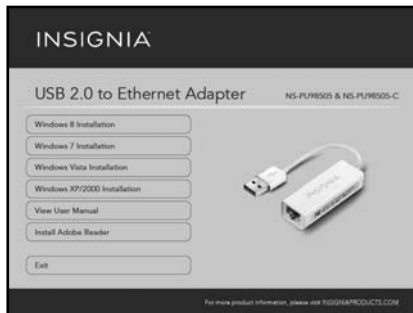 INSIGNIA
USB 2.0 to Ethernet Adapter
NS-PU98505 & NS-PU98505-C
Windows 8 Installation
Windows 7 Installation
Windows Vista Installation
Windows XP/2000 Installation
View User Manual
Install Adobe Reader
Exit
For more product information, please visit INSIGNIAPRODUCTS.COM